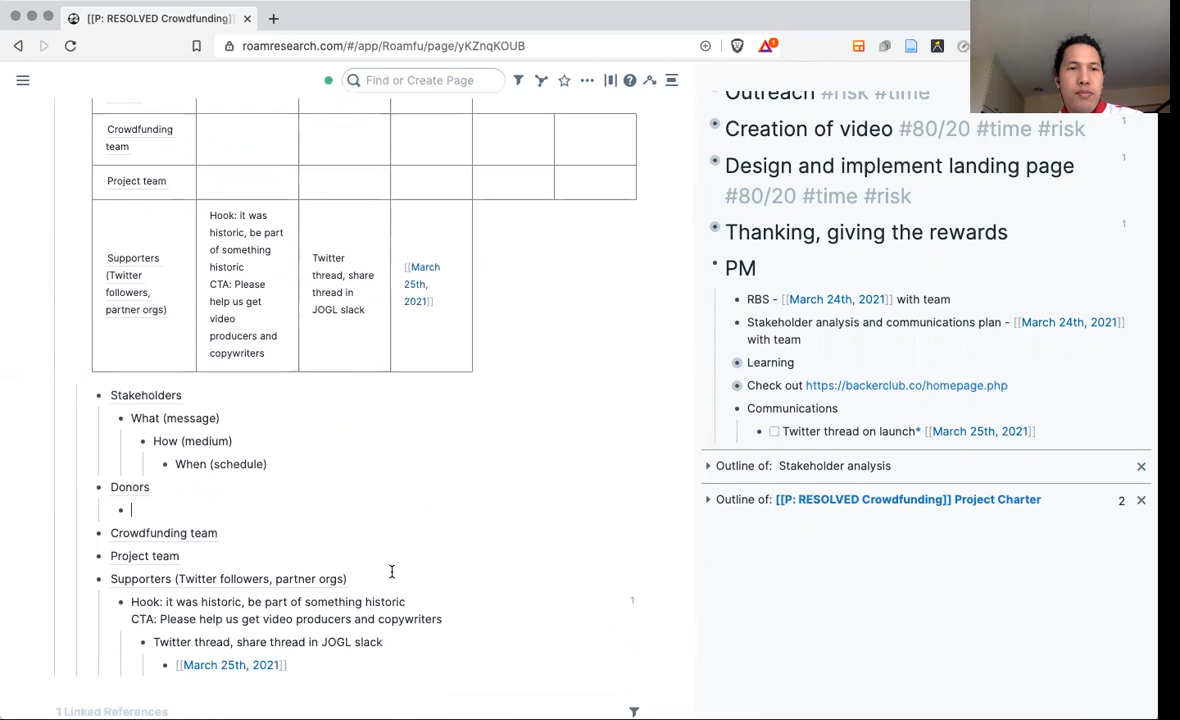 [[P: RESOLVED Crowdfunding]
roamresearch.com/#/app/Roamfu/page/yKZnqKOUB
1
Find or Create Page
Crowdfunding
team
Project team
Supporters
(Twitter
followers,
partner orgs)
Hook: it was
historic, be part
of something
historic
CTA: Please
help us get
video
producers and
copywriters
Twitter
thread, share
thread in
JOGL slack
[[March
25th,
2021]]
Stakeholders
What (message)
How (medium)
When (schedule)
Donors
Crowdfunding team
Project team
Supporters (Twitter followers, partner orgs)
Hook: it was historic, be part of something historic
1
CTA: Please help us get video producers and copywriters
Twitter thread, share thread in JOGL slack
[[March 25th, 2021]]
1 Linked References
Outreach #risk #time
Creation of video #80/20 #time #risk
1
Design and implement landing page
1
#80/20 #time #risk
Thanking, giving the rewards
1
PM
RBS - [[March 24th, 2021]] with team
Stakeholder analysis and communications plan - [[March 24th, 2021]]
with team
Learning
Check out https://backerclub.co/homepage.php
Communications
Twitter thread on launch* [[March 25th, 2021]]
Outline of: Stakeholder analysis
Outline of: [[P: RESOLVED Crowdfunding]] Project Charter
2